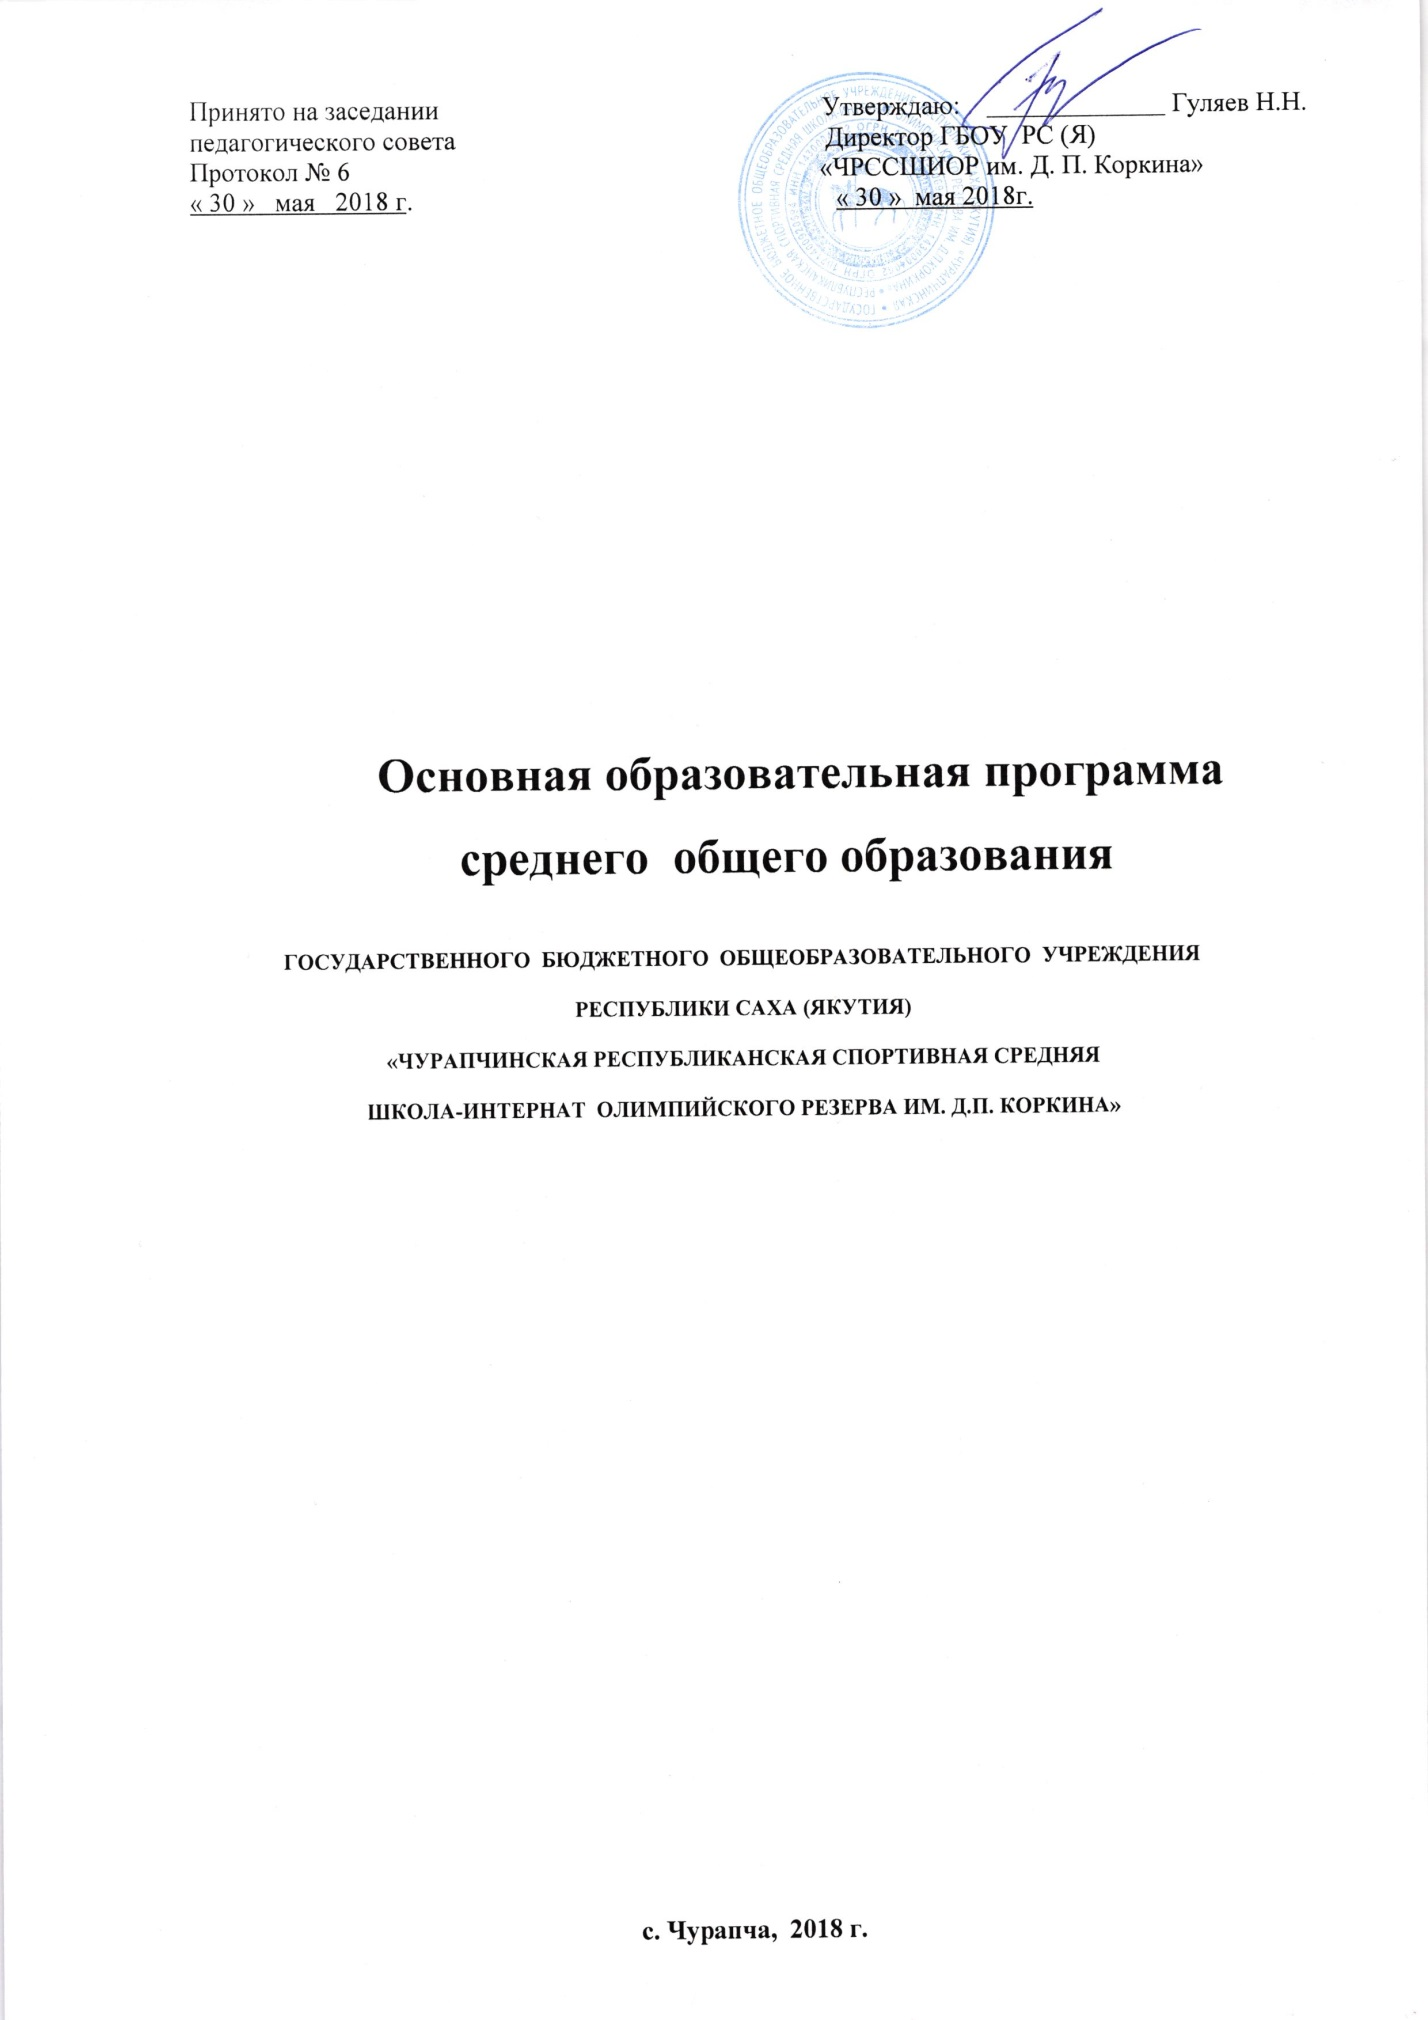 Принято на заседании
педагогического совета
Протокол № 6
« 30 » мая 2018 г.
Утверждаю: ______________ Гуляев Н.Н.
Директор ГБОУ РС (Я)
«ЧРССШИОР им. Д. П. Коркина»
« 30 » мая 2018г.
Основная образовательная программа
среднего общего образования
ГОСУДАРСТВЕННОГО БЮДЖЕТНОГО ОБЩЕОБРАЗОВАТЕЛЬНОГО УЧРЕЖДЕНИЯ
РЕСПУБЛИКИ САХА (ЯКУТИЯ)
«ЧУРАПЧИНСКАЯ РЕСПУБЛИКАНСКАЯ СПОРТИВНАЯ СРЕДНЯЯ
ШКОЛА-ИНТЕРНАТ ОЛИМПИЙСКОГО РЕЗЕРВА ИМ. Д.П. КОРКИНА»
с. Чурапча, 2018 г.